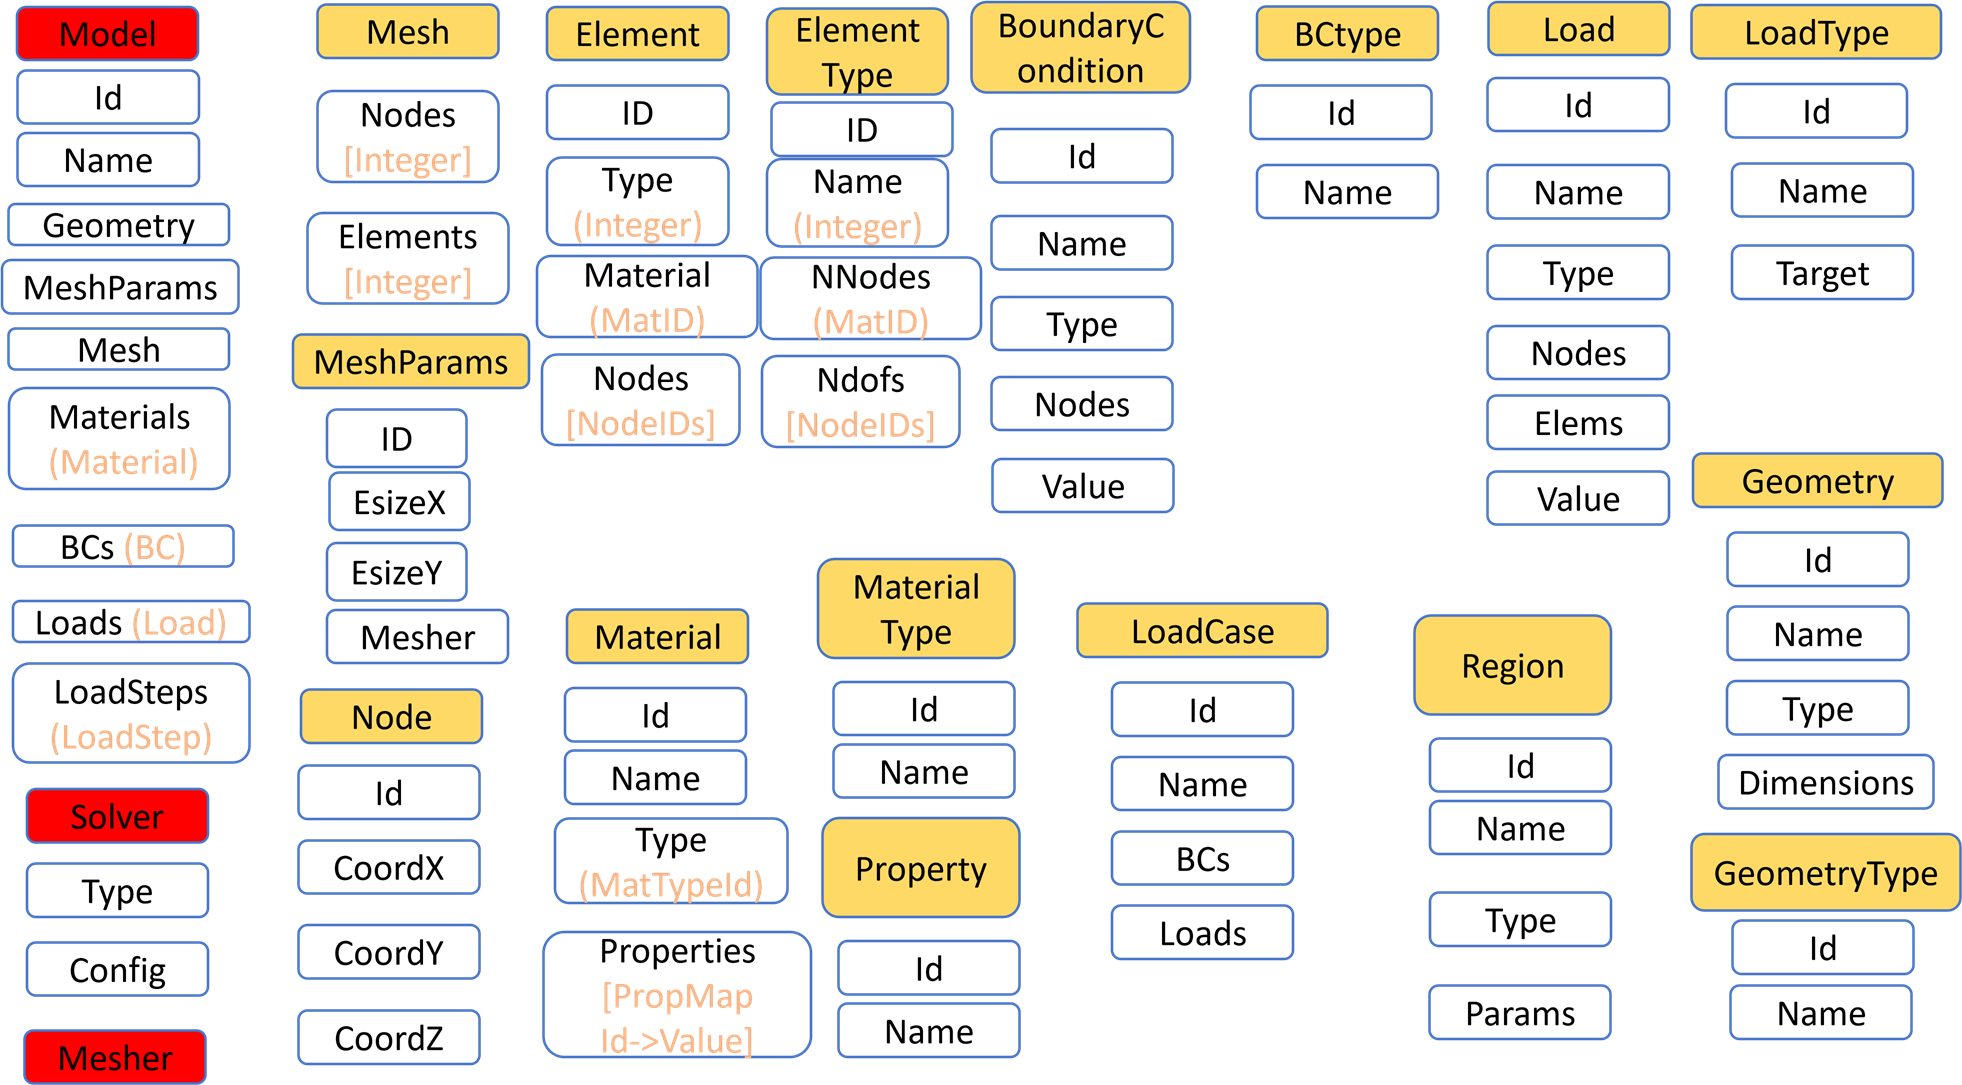 Model
Id
Name
Geometry
MeshParams
Mesh
Materials
(Material)
BCs (BC)
Loads (Load)
LoadSteps
(LoadStep)
Solver
Type
Config
Mesher
Mesh
Nodes
[Integer]
Elements
[Integer]
MeshParams
ID
EsizeX
EsizeY
Mesher
Node
Id
CoordX
CoordY
CoordZ
Element
ID
Type
(Integer)
Material
(MatID)
Nodes
[NodeIDs]
Element
Type
ID
Name
(Integer)
NNodes
(MatID)
Ndofs
[NodeIDs]
Material
Id
Name
Type
(MatTypeId)
Properties
[PropMap
Id->Value]
Material
Type
Id
Name
Property
Id
Name
BoundaryC
ondition
Id
Name
Type
Nodes
Value
LoadCase
Id
Name
BCs
Loads
BCtype
Id
Name
Load
Id
Name
Type
Nodes
Elems
Value
Region
Id
Name
Type
Params
LoadType
Id
Name
Target
Geometry
Id
Name
Type
Dimensions
GeometryType
Id
Name